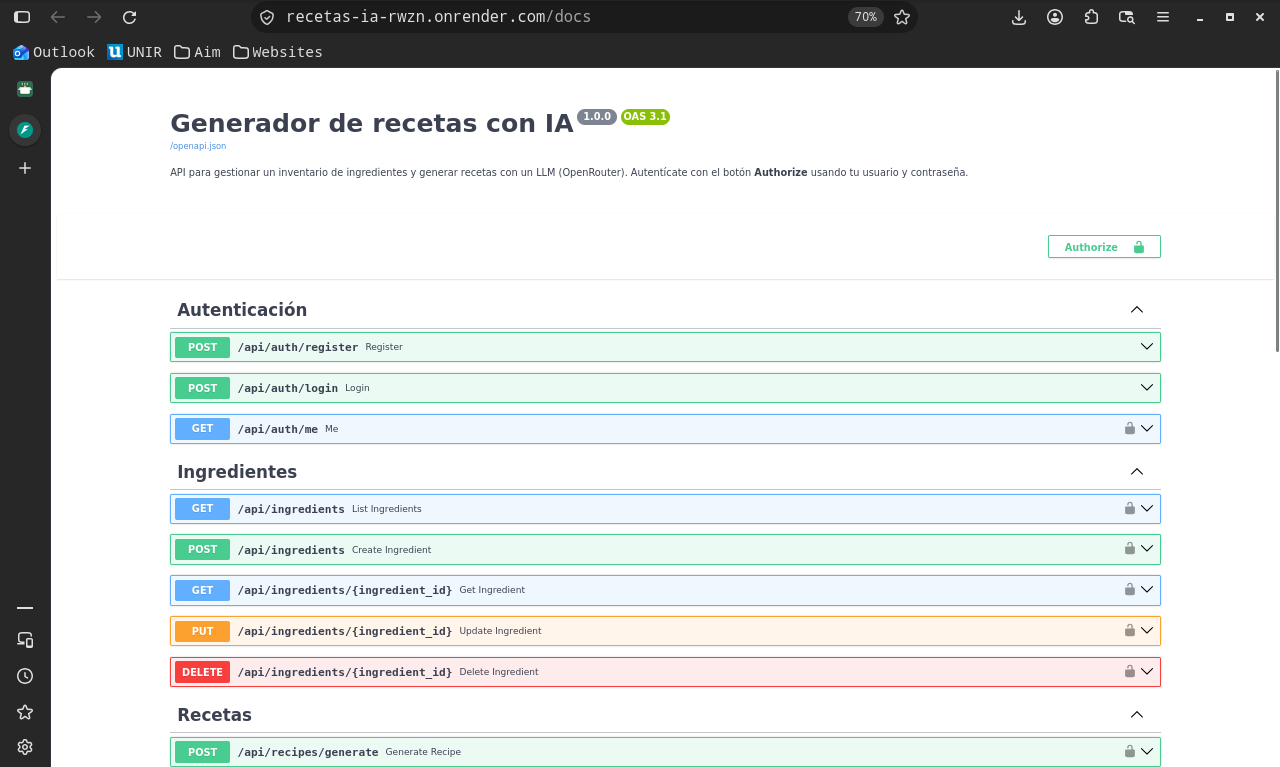 recetas-ia-rwzn.onrender.com/docs
70%
Outlook
UNIR
Aim
Websites
Generador de recetas con IA 1.0.0 OAS 3.1
/openapi.json
API para gestionar un inventario de ingredientes y generar recetas con un LLM (OpenRouter). Autentícate con el botón Authorize usando tu usuario y contraseña.
Authorize
Autenticación
POST /api/auth/register Register
POST /api/auth/login Login
GET /api/auth/me Me
Ingredientes
GET /api/ingredients List Ingredients
POST /api/ingredients Create Ingredient
GET /api/ingredients/{ingredient_id} Get Ingredient
PUT /api/ingredients/{ingredient_id} Update Ingredient
DELETE /api/ingredients/{ingredient_id} Delete Ingredient
Recetas
POST /api/recipes/generate Generate Recipe